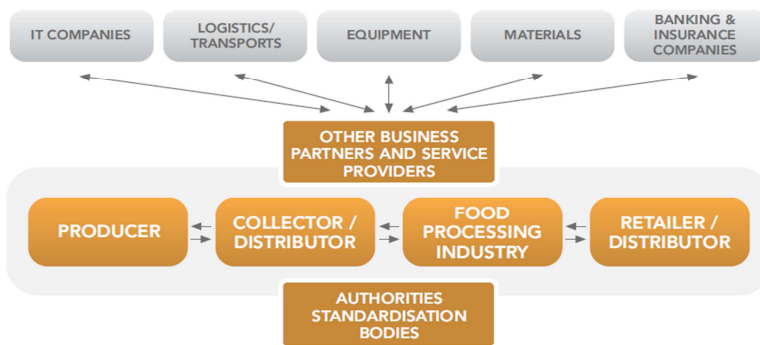 IT COMPANIES
LOGISTICS/
TRANSPORTS
EQUIPMENT
MATERIALS
BANKING &
INSURANCE
COMPANIES
OTHER BUSINESS
PARTNERS AND SERVICE
PROVIDERS
PRODUCER
COLLECTOR /
DISTRIBUTOR
FOOD
PROCESSING
INDUSTRY
RETAILER /
DISTRIBUTOR
AUTHORITIES
STANDARDISATION
BODIES